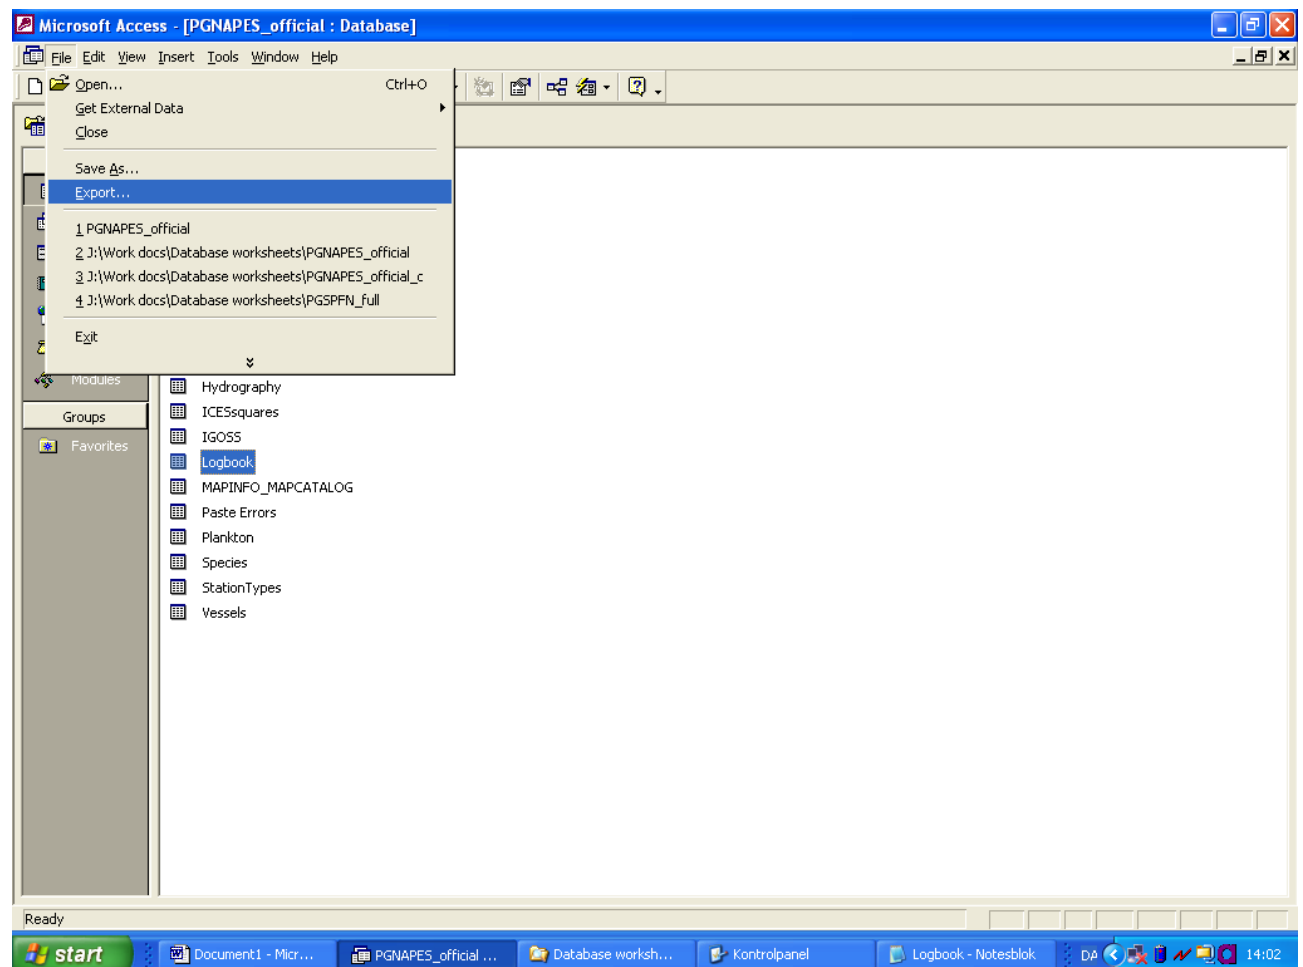 Microsoft Access - [PGNAPES_official : Database]
File Edit View Insert Tools Window Help
Open... Ctrl+O
Get External Data
Close
Save As...
Export...
1 PGNAPES_official
2 J:\Work docs\Database worksheets\PGNAPES_official
3 J:\Work docs\Database worksheets\PGNAPES_official_c
4 J:\Work docs\Database worksheets\PGSPFN_full
Exit
Modules
Groups
Favorites
Hydrography
ICESsquares
IGOSS
Logbook
MAPINFO_MAPCATALOG
Paste Errors
Plankton
Species
StationTypes
Vessels
Ready
start Document1 - Micr... PGNAPES_official ... Database worksh... Kontrolpanel Logbook - Notesblok DA 14:02